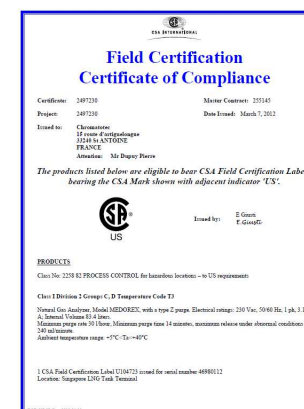 CSA INTERNATIONAL
Field Certification
Certificate of Compliance
Certificate: 2497230 Master Contract: 255145
Project: 2497230 Date Issued: March 7, 2012
Issued to: Chromatotec
15 route d'artiguelongue
33240 St ANTOINE
FRANCE
Attention: Mr Dupuy Pierre
The products listed below are eligible to bear CSA Field Certification Labe
bearing the CSA Mark shown with adjacent indicator 'US'.
Issued by: E Giusti
E.Giusti
US
PRODUCTS
Class No: 2258 82 PROCESS CONTROL for hazardous locations – to US requirements
Class I Division 2 Groups C, D Temperature Code T3
Natural Gas Analyzer, Model MEDOREX, with a type Z purge. Electrical ratings: 230 Vac, 50/60 Hz, 1 ph, 3.1
A; Internal Volume 83.4 liters.
Minimum purge rate 30 l/hour, Minimum purge time 14 minutes, maximum release under abnormal conditions
240 ml/minute.
Ambient temperature range: +5°C<Ta<+40°C
1 CSA Field Certification Label U104723 issued for serial number 46980112
Location: Singapore LNG Tank Terminal